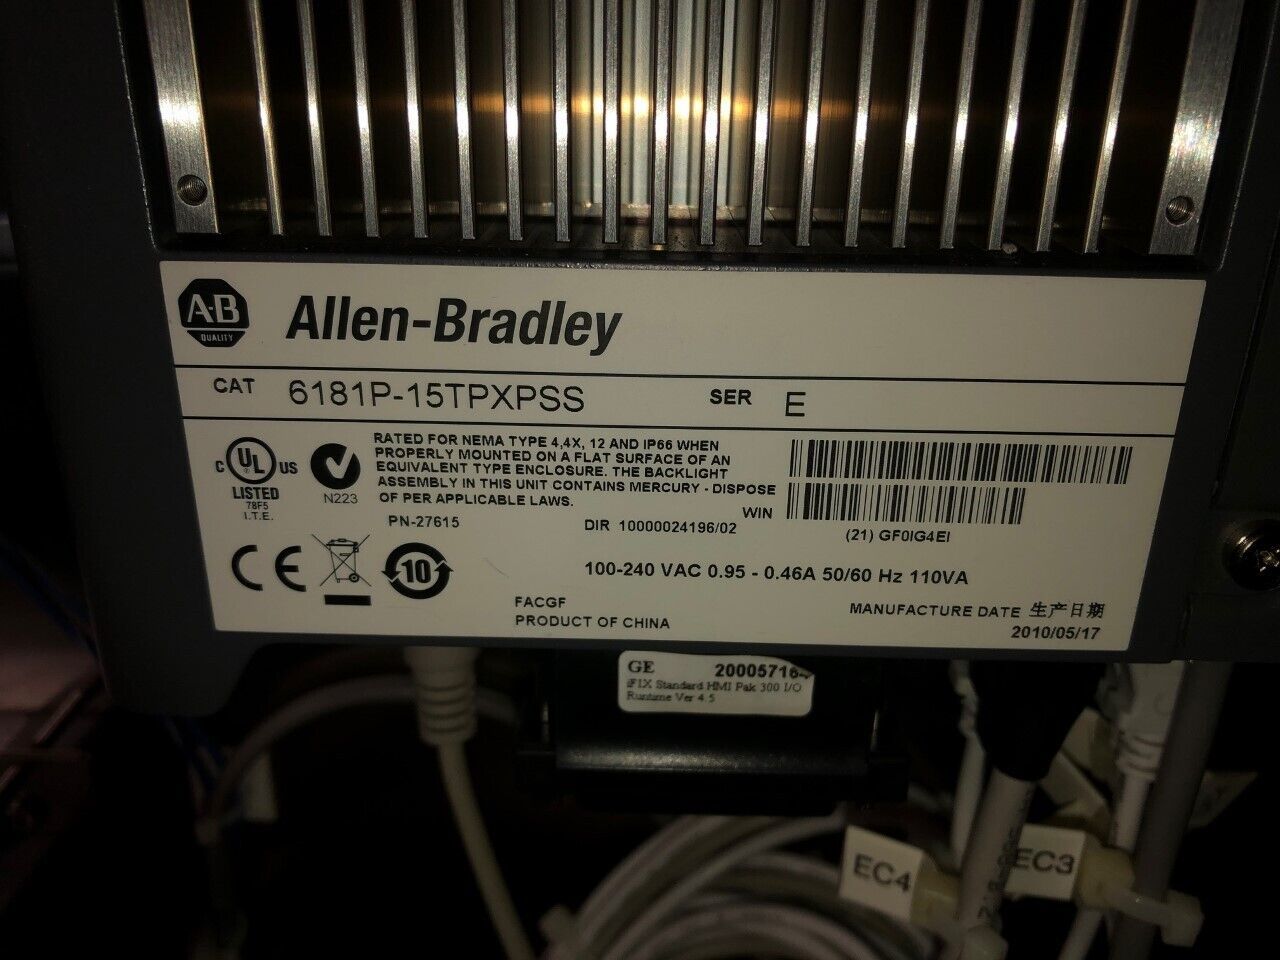 A-B
QUALITY
Allen-Bradley
CAT 6181P-15TPXPSS SER E
C UL US
LISTED
78F5
I.T.E.
N223
RATED FOR NEMA TYPE 4,4X, 12 AND IP66 WHEN
PROPERLY MOUNTED ON A FLAT SURFACE OF AN
EQUIVALENT TYPE ENCLOSURE. THE BACKLIGHT
ASSEMBLY IN THIS UNIT CONTAINS MERCURY - DISPOSE
OF PER APPLICABLE LAWS.
WIN
PN-27615
DIR 10000024196/02
(21) GF0IG4EI
CE
10
100-240 VAC 0.95 - 0.46A 50/60 Hz 110VA
FACGF
PRODUCT OF CHINA
MANUFACTURE DATE 生产日期
2010/05/17
GE
iFIX Standard HMI Pak 300 I/O
Runtime Ver 4.5
EC4
EC3